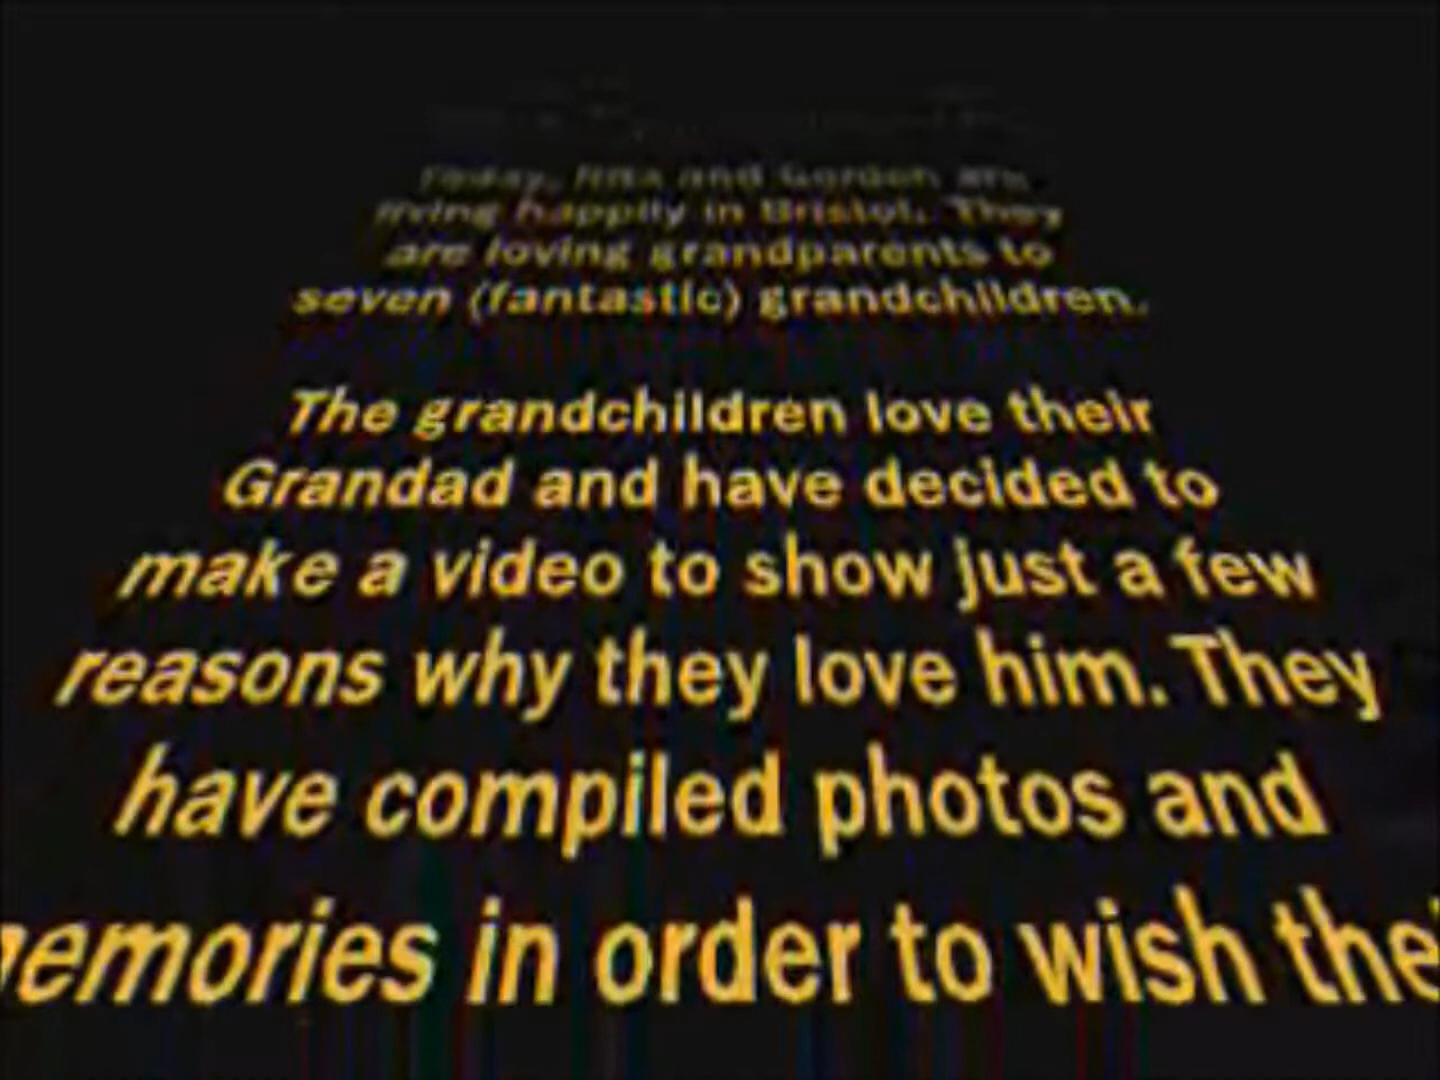 Today, Rita and Gordon are
living happily in Bristol. They
are loving grandparents to
seven (fantastic) grandchildren.
The grandchildren love their
Grandad and have decided to
make a video to show just a few
reasons why they love him. They
have compiled photos and
in order to wish